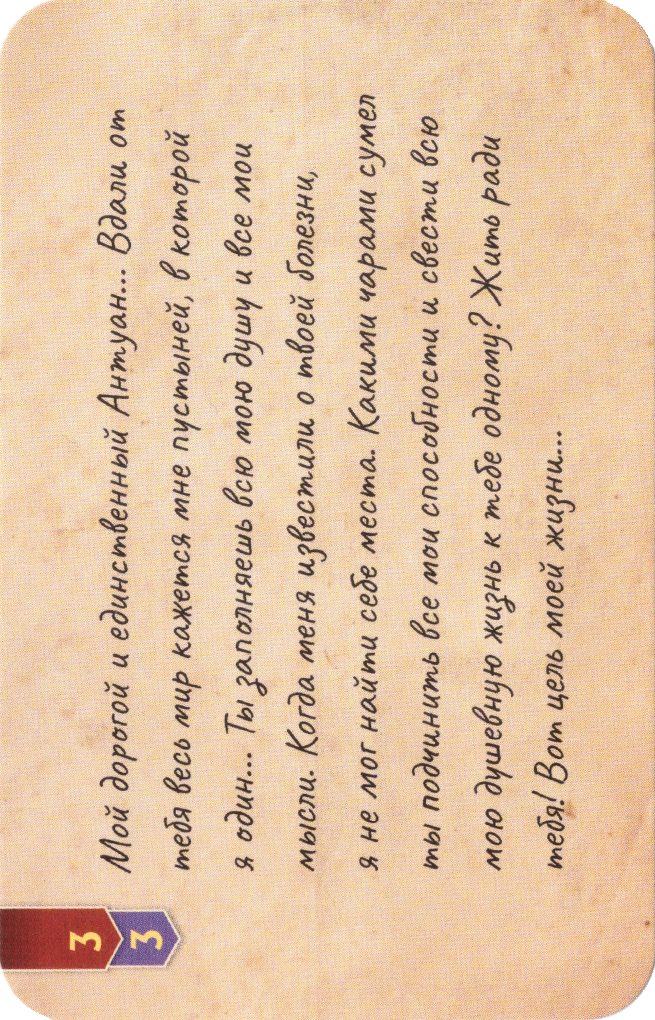 3
3
Мой дорогой и единственный Антуан... Вдали от
тебя весь мир кажется мне пустыней, в которой
я один... Ты заполняешь всю мою душу и все мои
мысли. Когда меня известили о твоей болезни,
я не мог найти себе места. Какими чарами сумел
ты подчинить все мои способности и свести всю
мою душевную жизнь к тебе одному? Жить ради
тебя! Вот цель моей жизни...